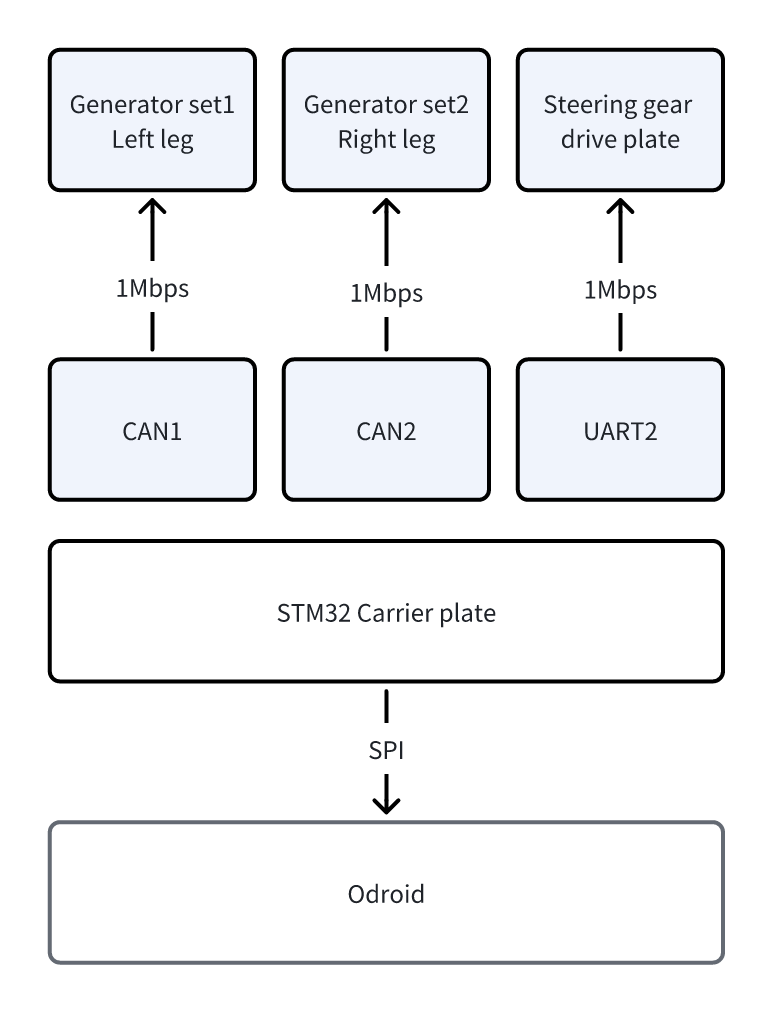 Generator set1
Left leg
Generator set2
Right leg
Steering gear
drive plate
1Mbps
1Mbps
1Mbps
CAN1
CAN2
UART2
STM32 Carrier plate
SPI
Odroid